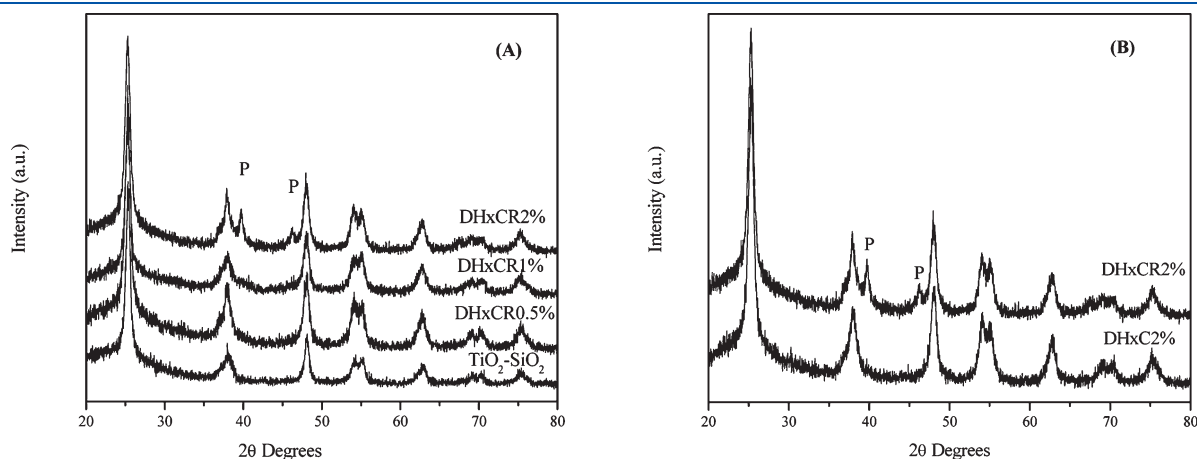 (A)
P
P
DHxCR2%
DHxCR1%
DHxCR0.5%
TiO2-SiO2
Intensity (a.u.)
20 30 40 50 60 70 80
2θ Degrees
(B)
P
P
DHxCR2%
DHxC2%
Intensity (a.u.)
20 30 40 50 60 70 80
2θ Degrees